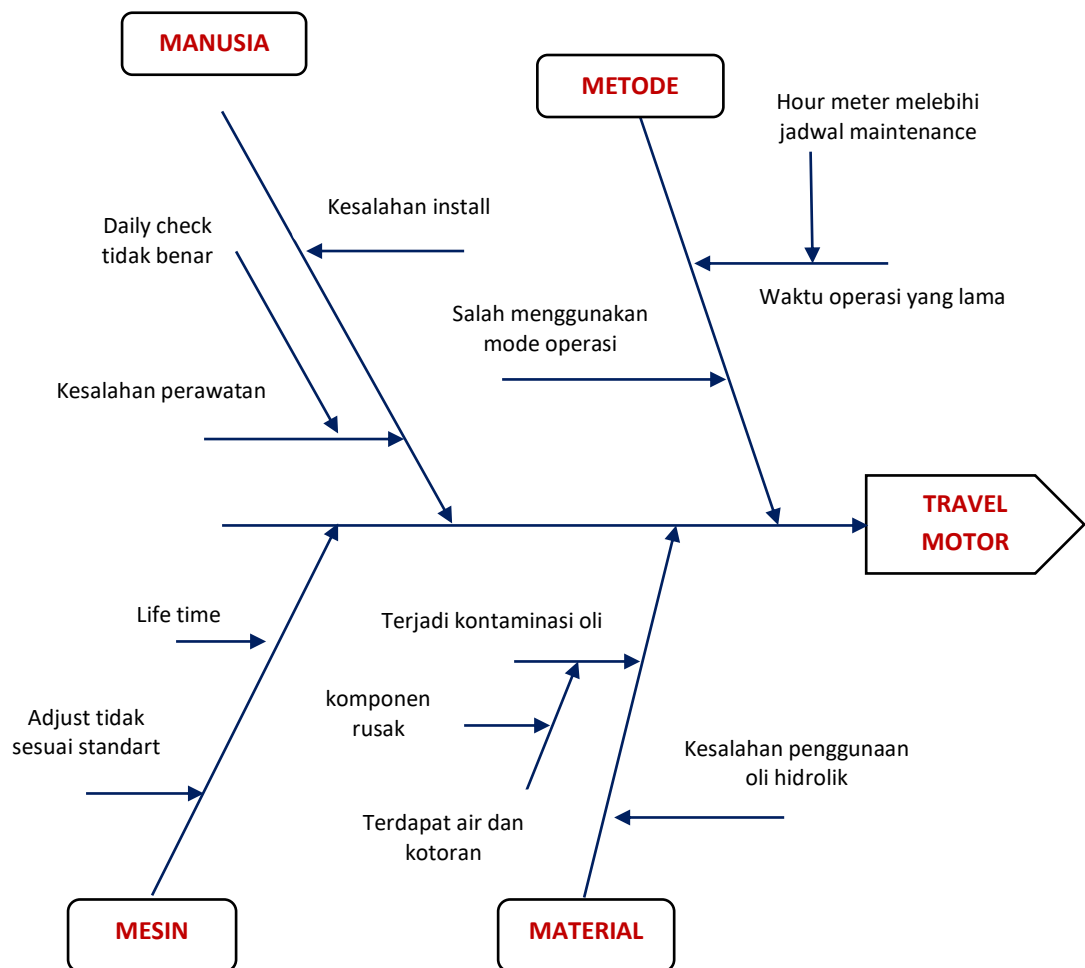 MANUSIA
METODE
Hour meter melebihi
jadwal maintenance
Kesalahan install
Daily check
tidak benar
Waktu operasi yang lama
Salah menggunakan
mode operasi
Kesalahan perawatan
TRAVEL
MOTOR
Life time
Terjadi kontaminasi oli
komponen
rusak
Adjust tidak
sesuai standart
Kesalahan penggunaan
oli hidrolik
Terdapat air dan
kotoran
MESIN
MATERIAL